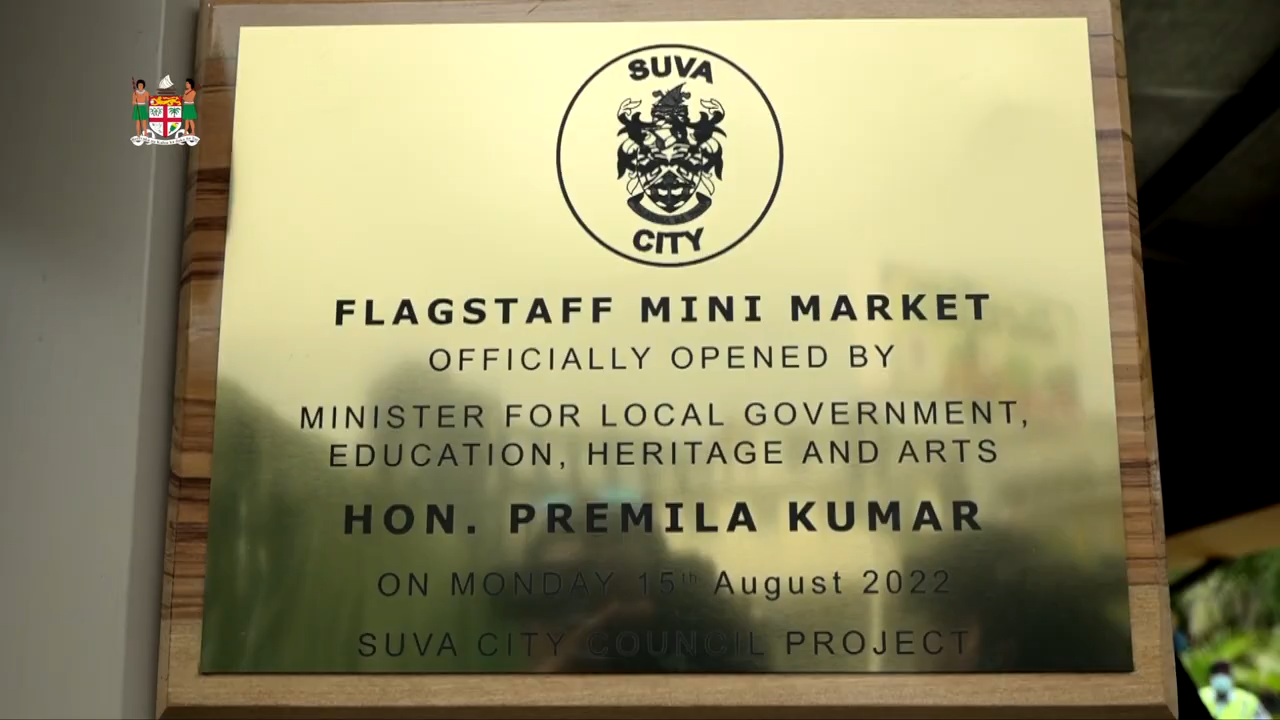 SUVA
CITY
FLAGSTAFF MINI MARKET
OFFICIALLY OPENED BY
MINISTER FOR LOCAL GOVERNMENT,
EDUCATION, HERITAGE AND ARTS
HON. PREMILA KUMAR
ON MONDAY 15th August 2022
SUVA CITY COUNCIL PROJECT